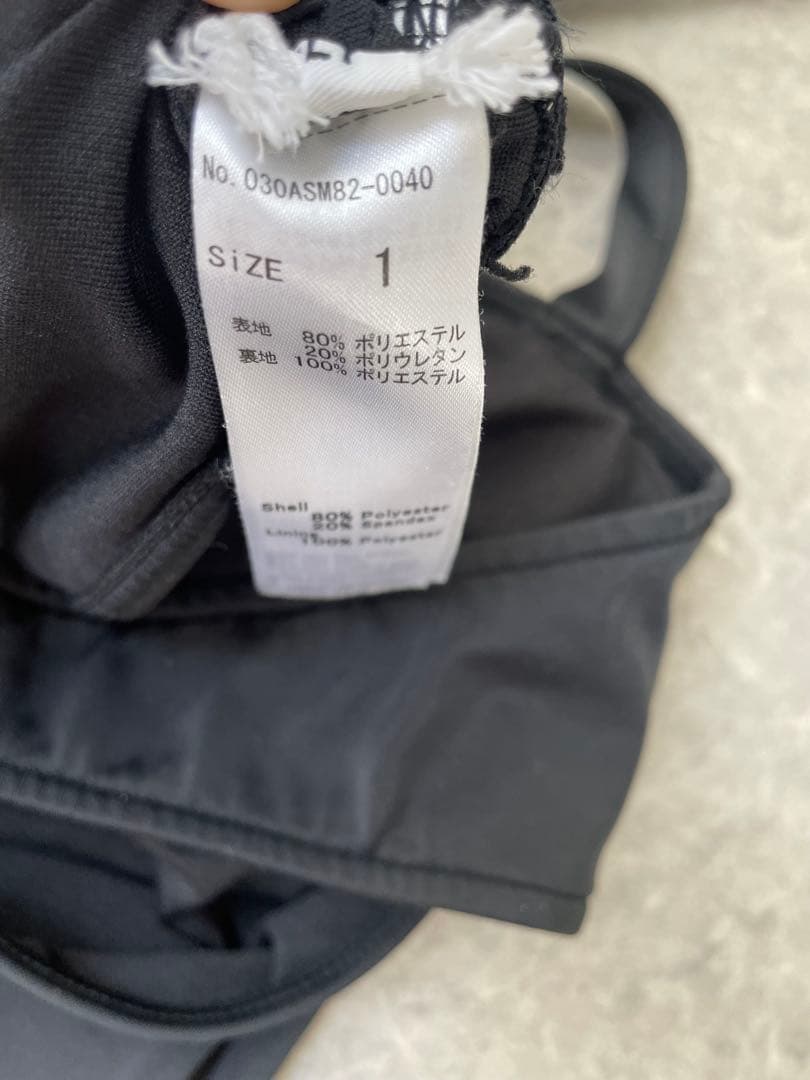 No. 030ASM82-0040
SiZE 1
表地 80% ポリエステル
20% ポリウレタン
裏地 100% ポリエステル
Shell 80% Polyester
20% Spandex
Lining 100% Polyester